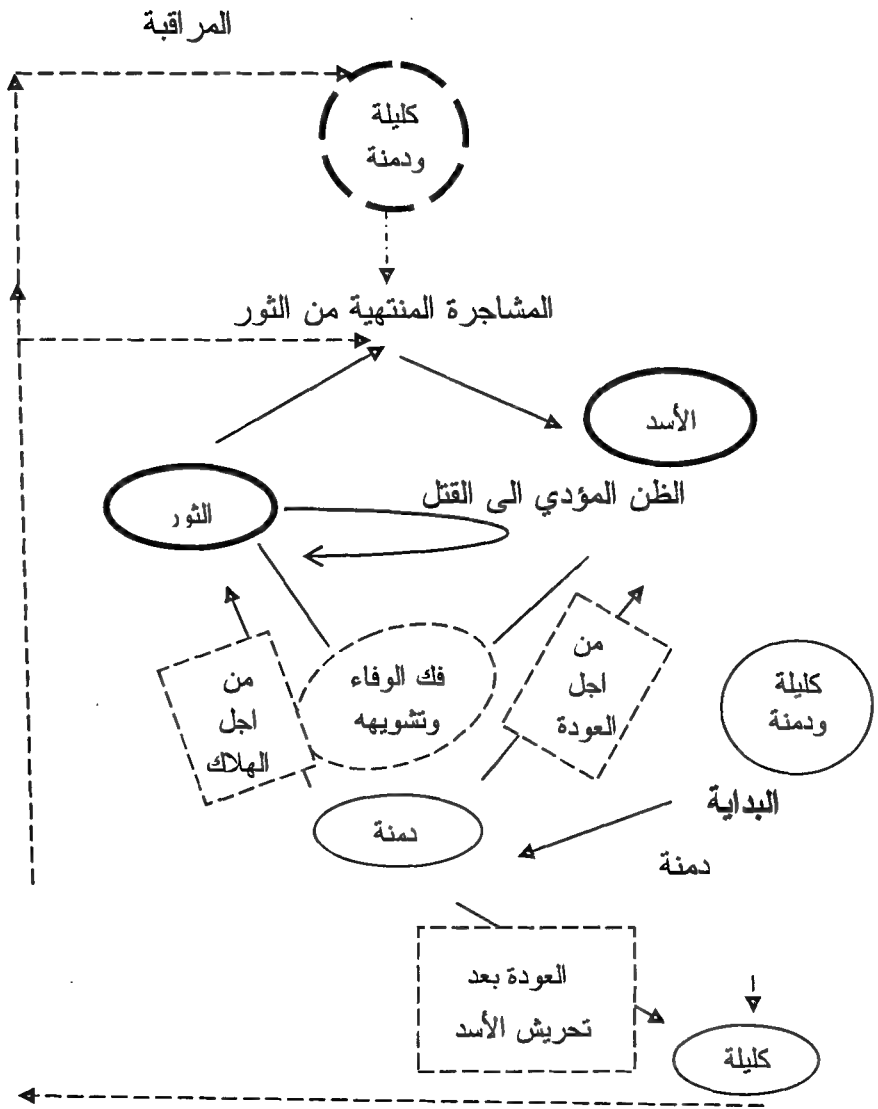 المراقبة
كليلة
ودمنة
المشاجرة المنتهية من الثور
الأسد
الظن المؤدي الى القتل
الثور
من
اجل
العودة
فك الوفاء
وتشويهه
من
اجل
الهلاك
كليلة
ودمنة
البداية
دمنة
دمنة
العودة بعد
تحريش الأسد
كليلة